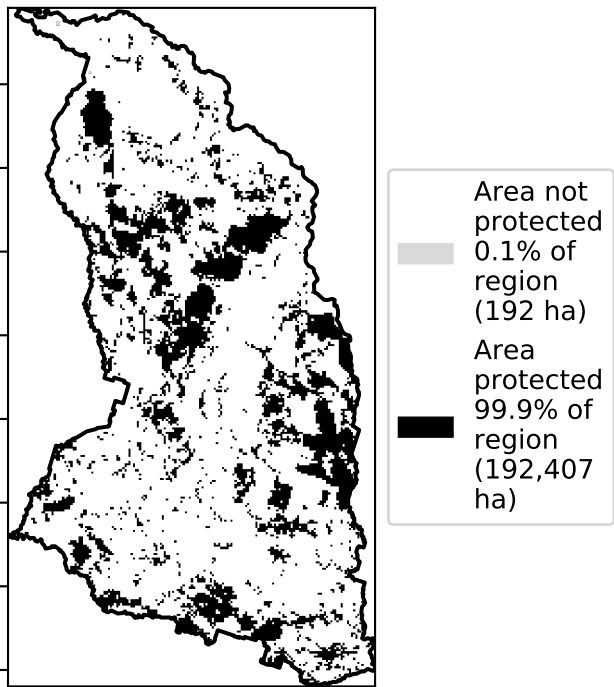 Area not
protected
0.1% of
region
(192 ha)
Area
protected
99.9% of
region
(192,407
ha)